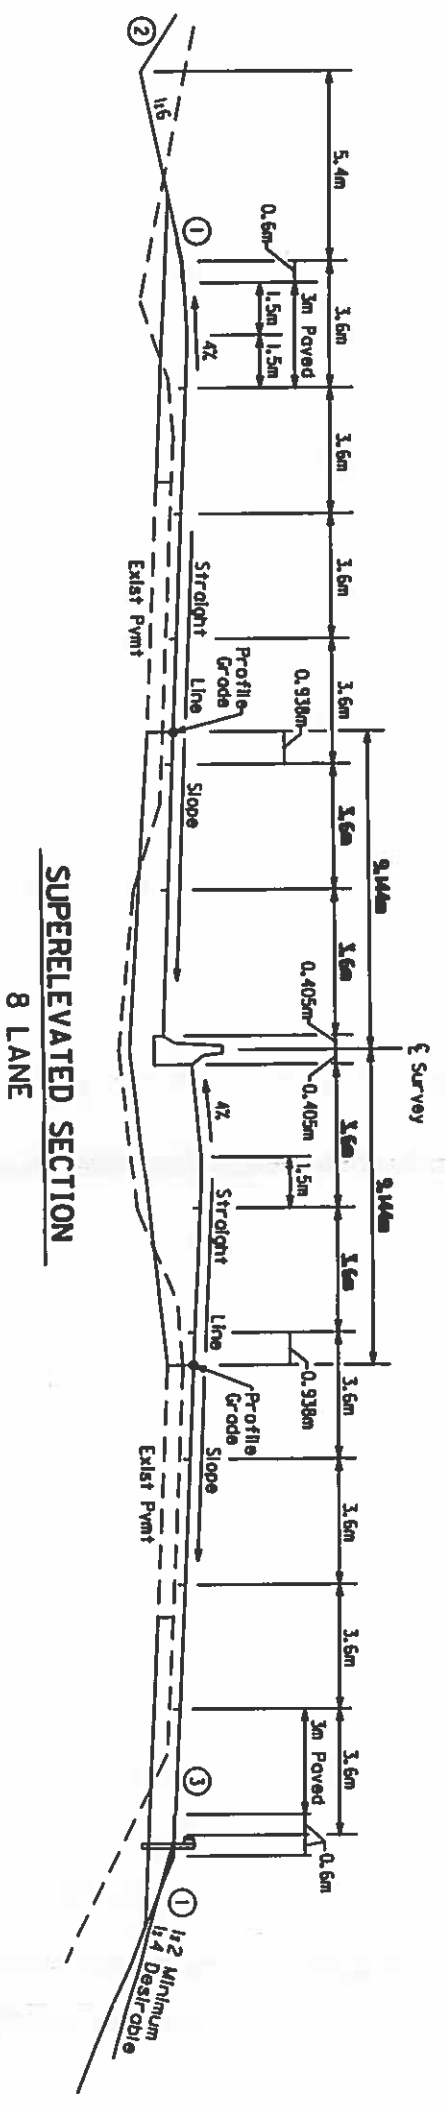 ℄ Survey
9.144m
9.144m
5.4m
3.6m
3.6m
3.6m
3.6m
3.6m
3.6m
3.6m
3.6m
3.6m
3.6m
3.6m
3.6m
0.405m
0.405m
0.6m
3m Paved
1.5m
1.5m
0.938m
1.5m
0.938m
3m Paved
0.6m
2
1:6
1
4%
Straight Line Slope
Profile
Grade
Exist Pvmt
4%
Straight Line Slope
Profile
Grade
Exist Pvmt
3
1
1:2 Minimum
1:4 Desirable
SUPERELEVATED SECTION
8 LANE